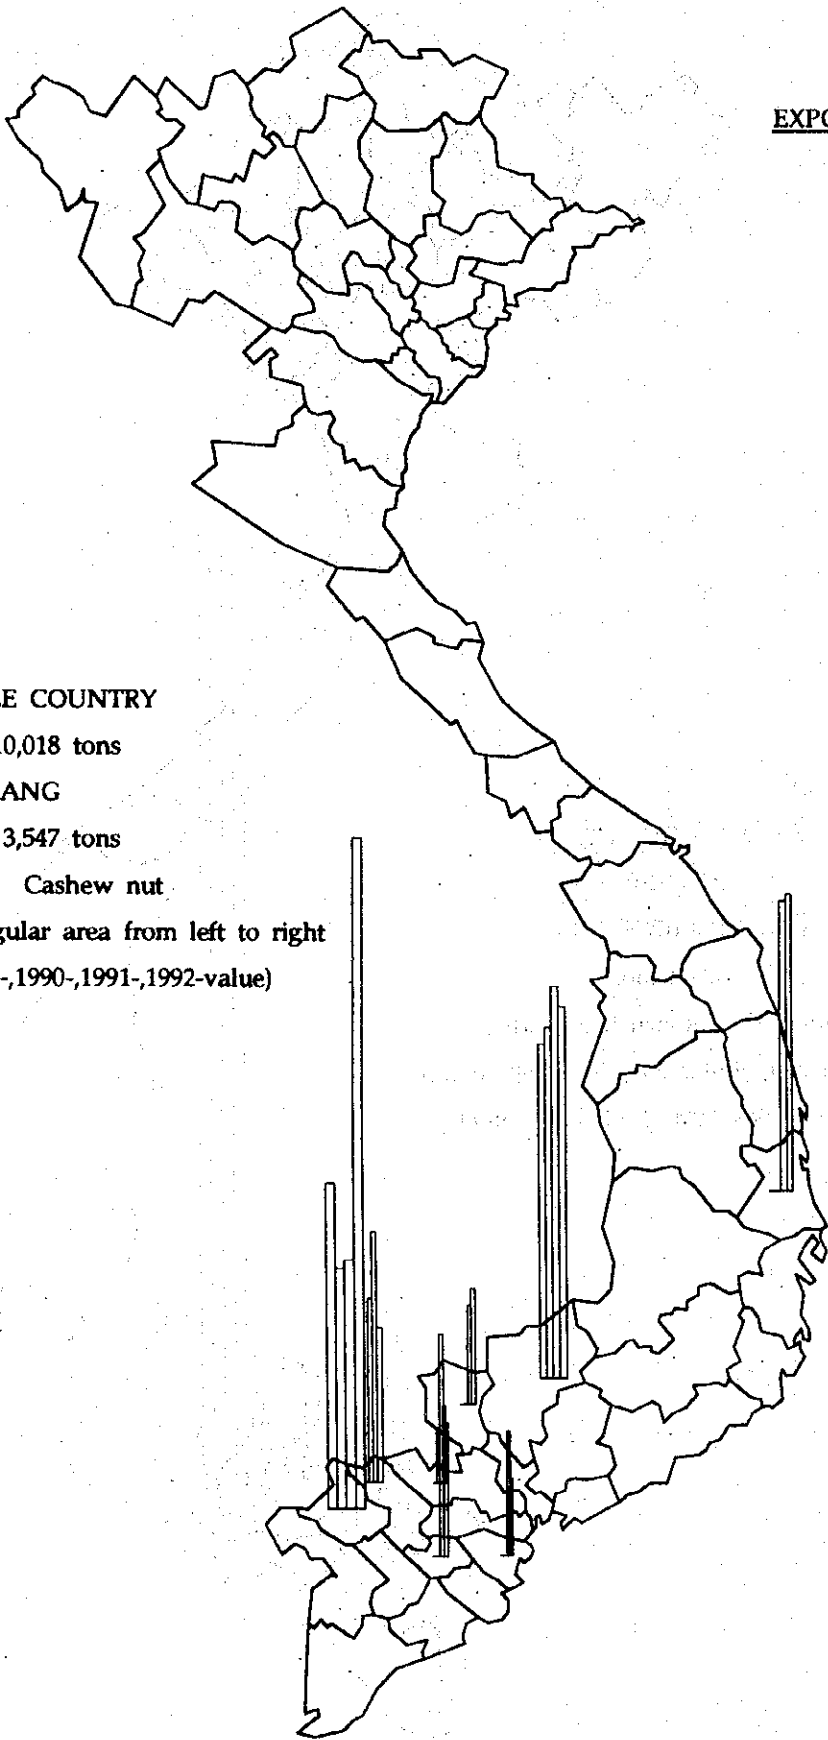 EXPO
E COUNTRY
0,018 tons
ANG
3,547 tons
Cashew nut
gular area from left to right
-,1990-,1991-,1992-value)